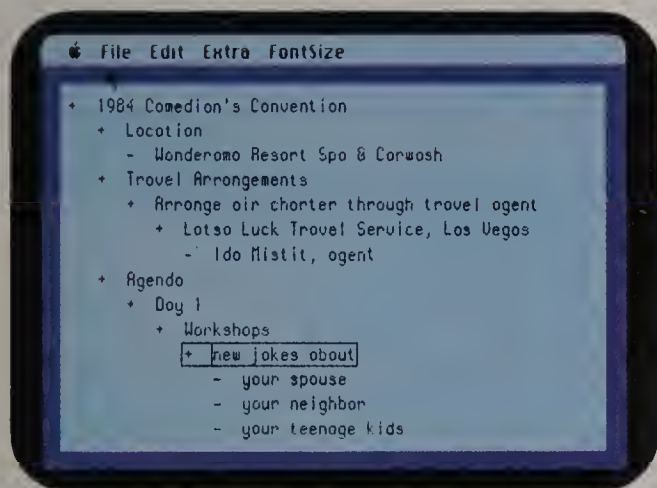 File Edit Extra FontSize
+ 1984 Comedian's Convention
+ Location
- Wonderama Resort Spa & Carwash
+ Travel Arrangements
+ Arrange air charter through travel agent
+ Lotsa Luck Travel Service, Las Vegas
- Ida Mistit, agent
+ Agenda
+ Day 1
+ Workshops
+ new jokes about
- your spouse
- your neighbor
- your teenage kids